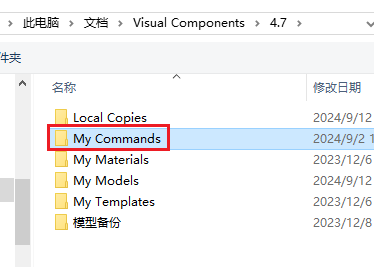 此电脑 > 文档 > Visual Components > 4.7 >
件夹
名称 修改日期
Local Copies 2024/9/12
My Commands 2024/9/2 1
My Materials 2023/12/6
My Models 2024/9/12
My Templates 2023/12/6
模型备份 2023/12/8